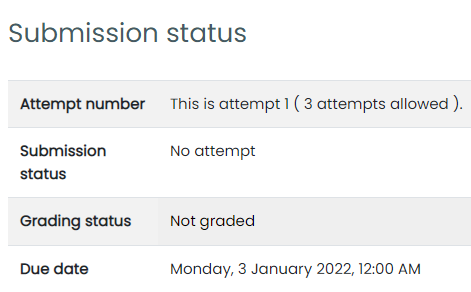 Submission status
Attempt number This is attempt 1 ( 3 attempts allowed ).
Submission status No attempt
Grading status Not graded
Due date Monday, 3 January 2022, 12:00 AM